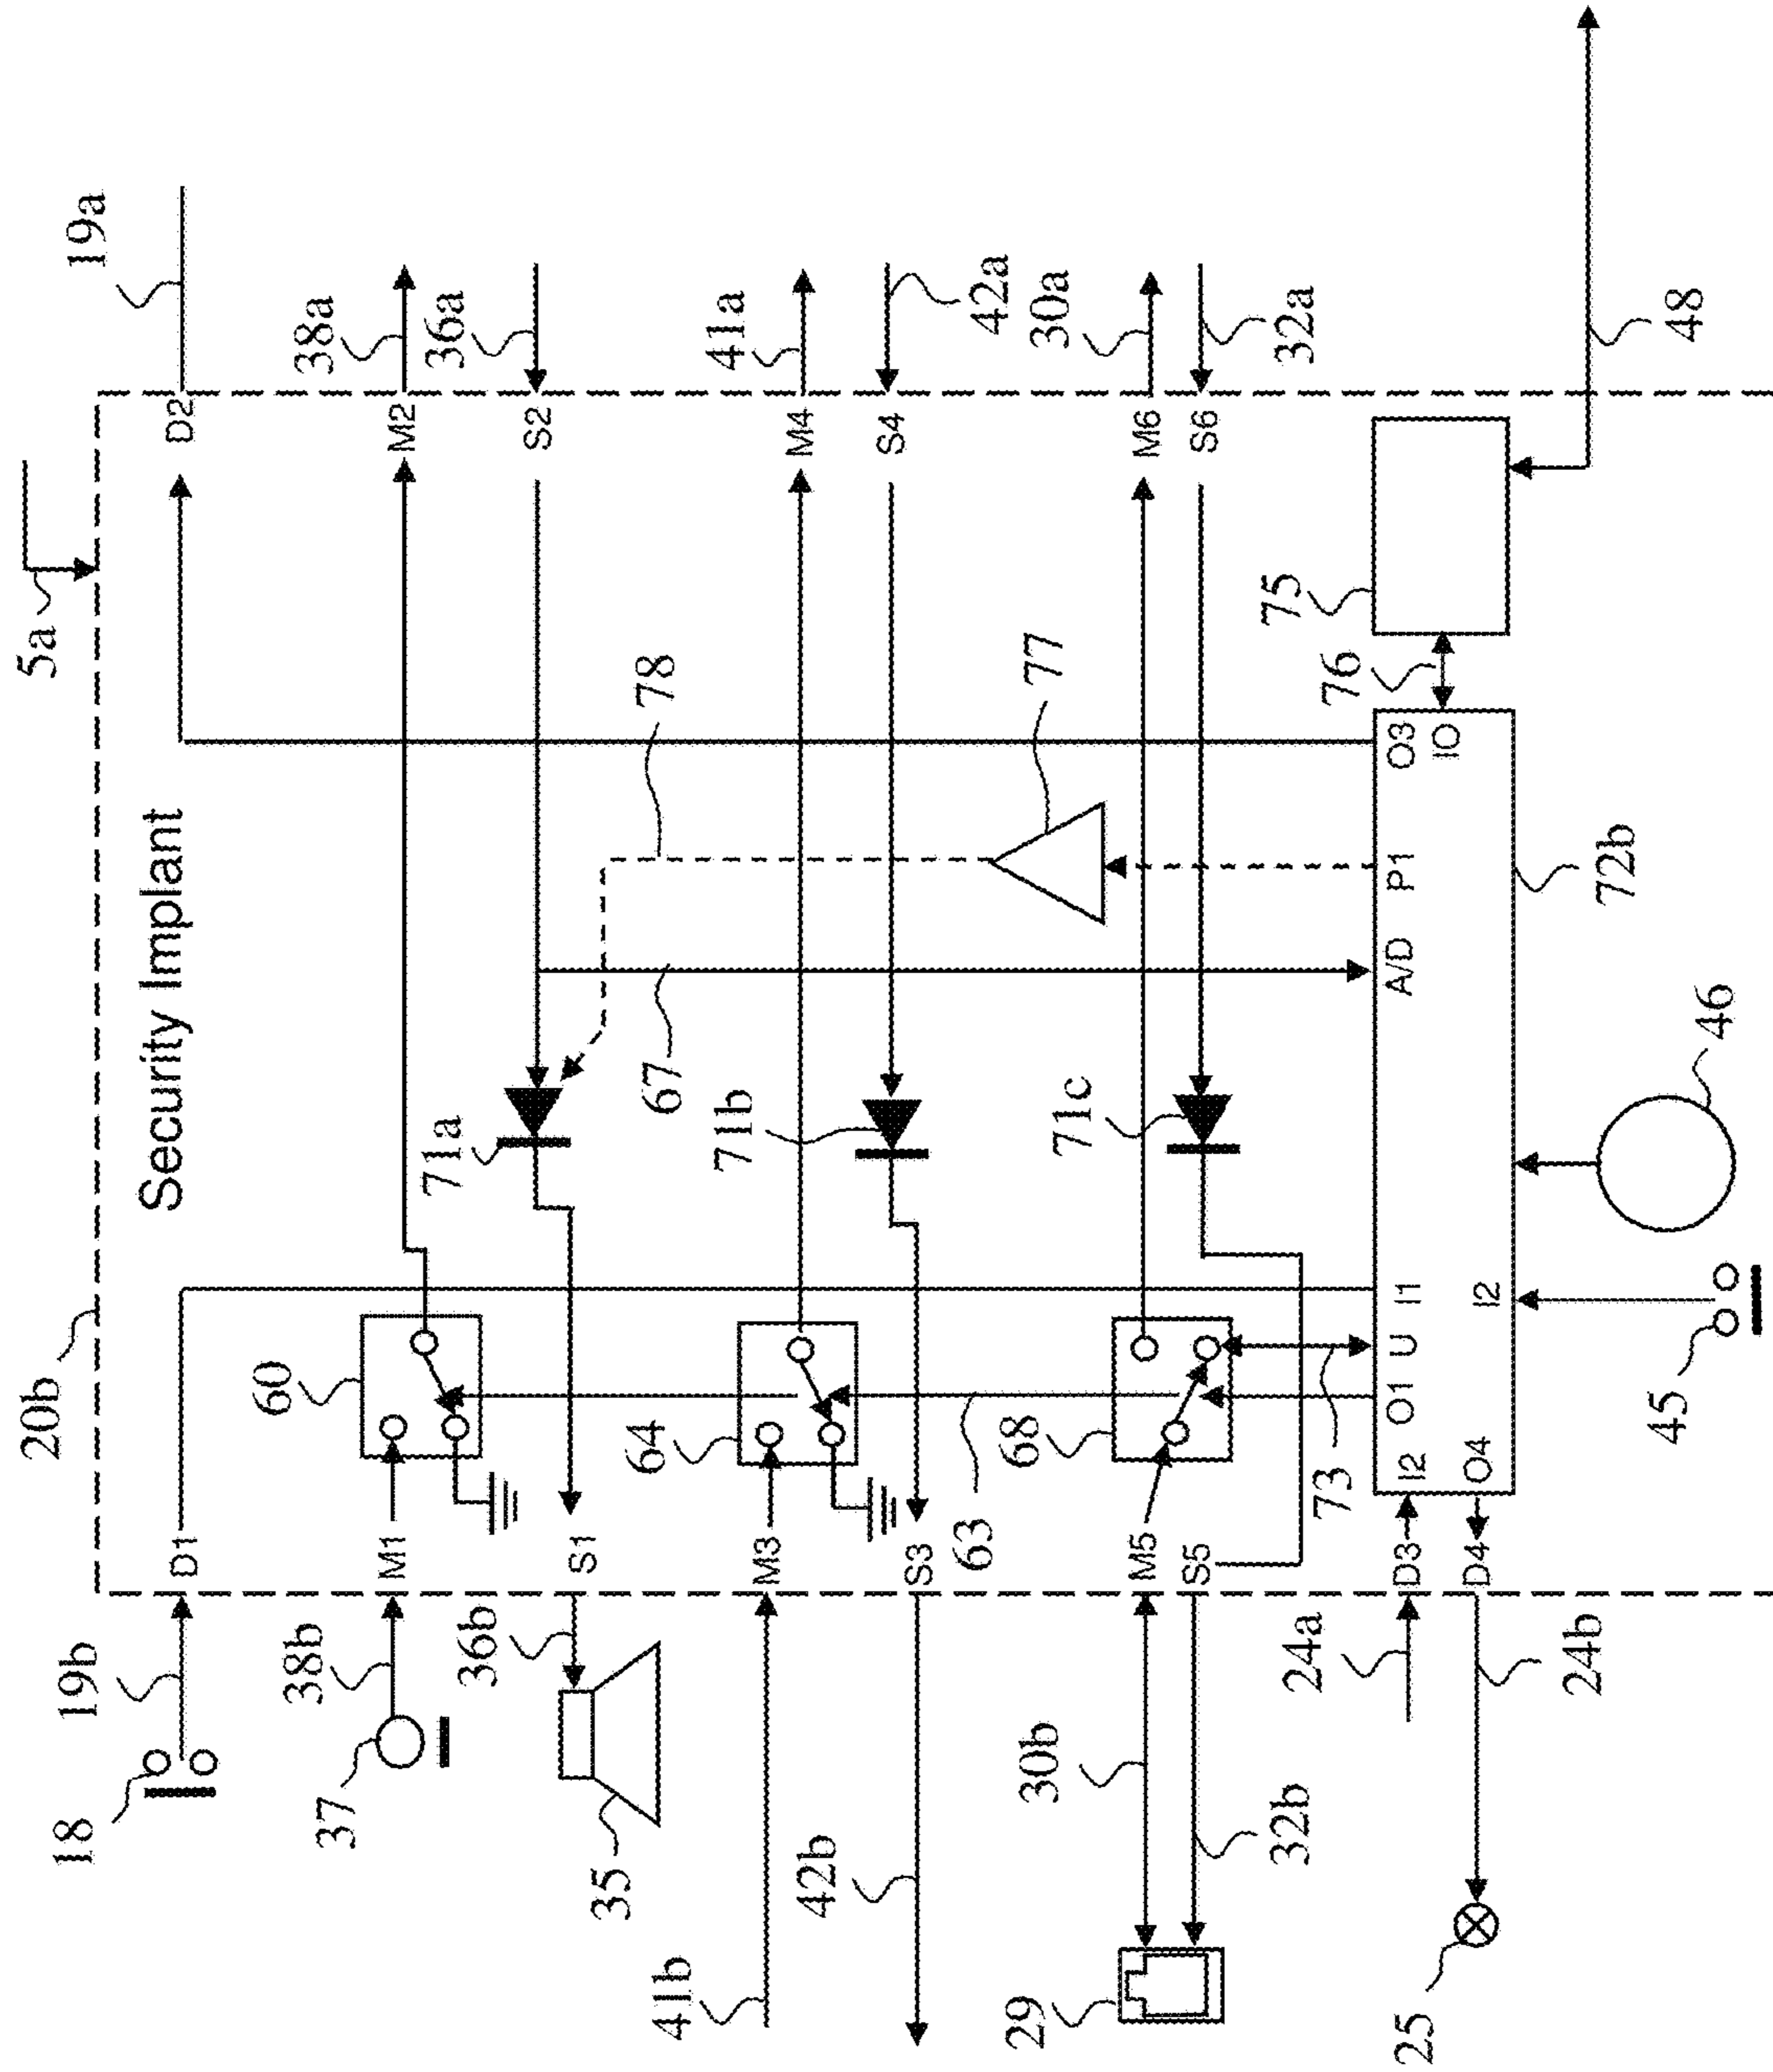 Security Implant
20b
5a
18
19b
D1
D2
19a
37
38b
M1
60
M2
38a
35
36b
S1
71a
S2
36a
41b
M3
64
67
78
M4
41a
42b
S3
71b
S4
42a
63
77
29
30b
M5
68
M6
30a
32b
S5
71c
S6
32a
73
24a
D3
I2
O1
U
I1
A/D
P1
O3
76
75
25
24b
D4
O4
I2
IO
72b
45
46
48